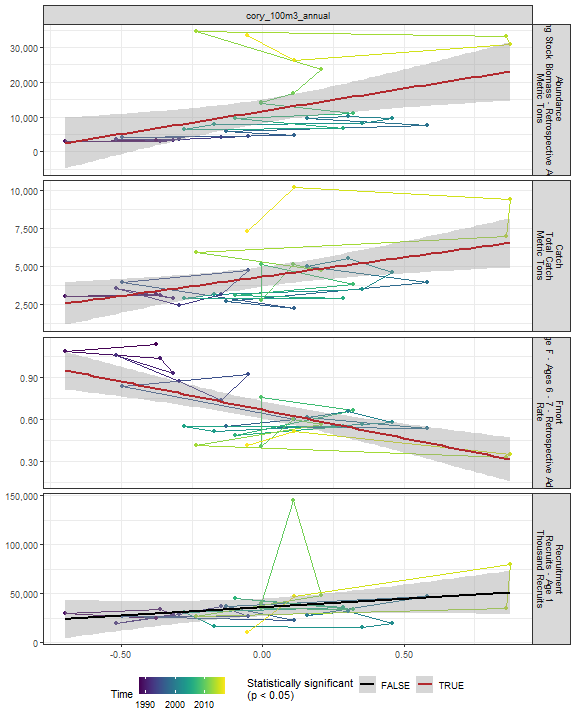 cory_100m3_annual
30,000
20,000
10,000
0
Abundance
Stock Biomass - Retrospective
Metric Tons
10,000
7,500
5,000
2,500
Catch
Total Catch
Metric Tons
0.90
0.60
0.30
Fmort
F - Ages 6 - 7 - Retrospective
Rate
150,000
100,000
50,000
0
Recruitment
Recruits - Age 1
Thousand Recruits
-0.50 0.00 0.50
Time
1990 2000 2010
Statistically significant
(p < 0.05)
FALSE TRUE